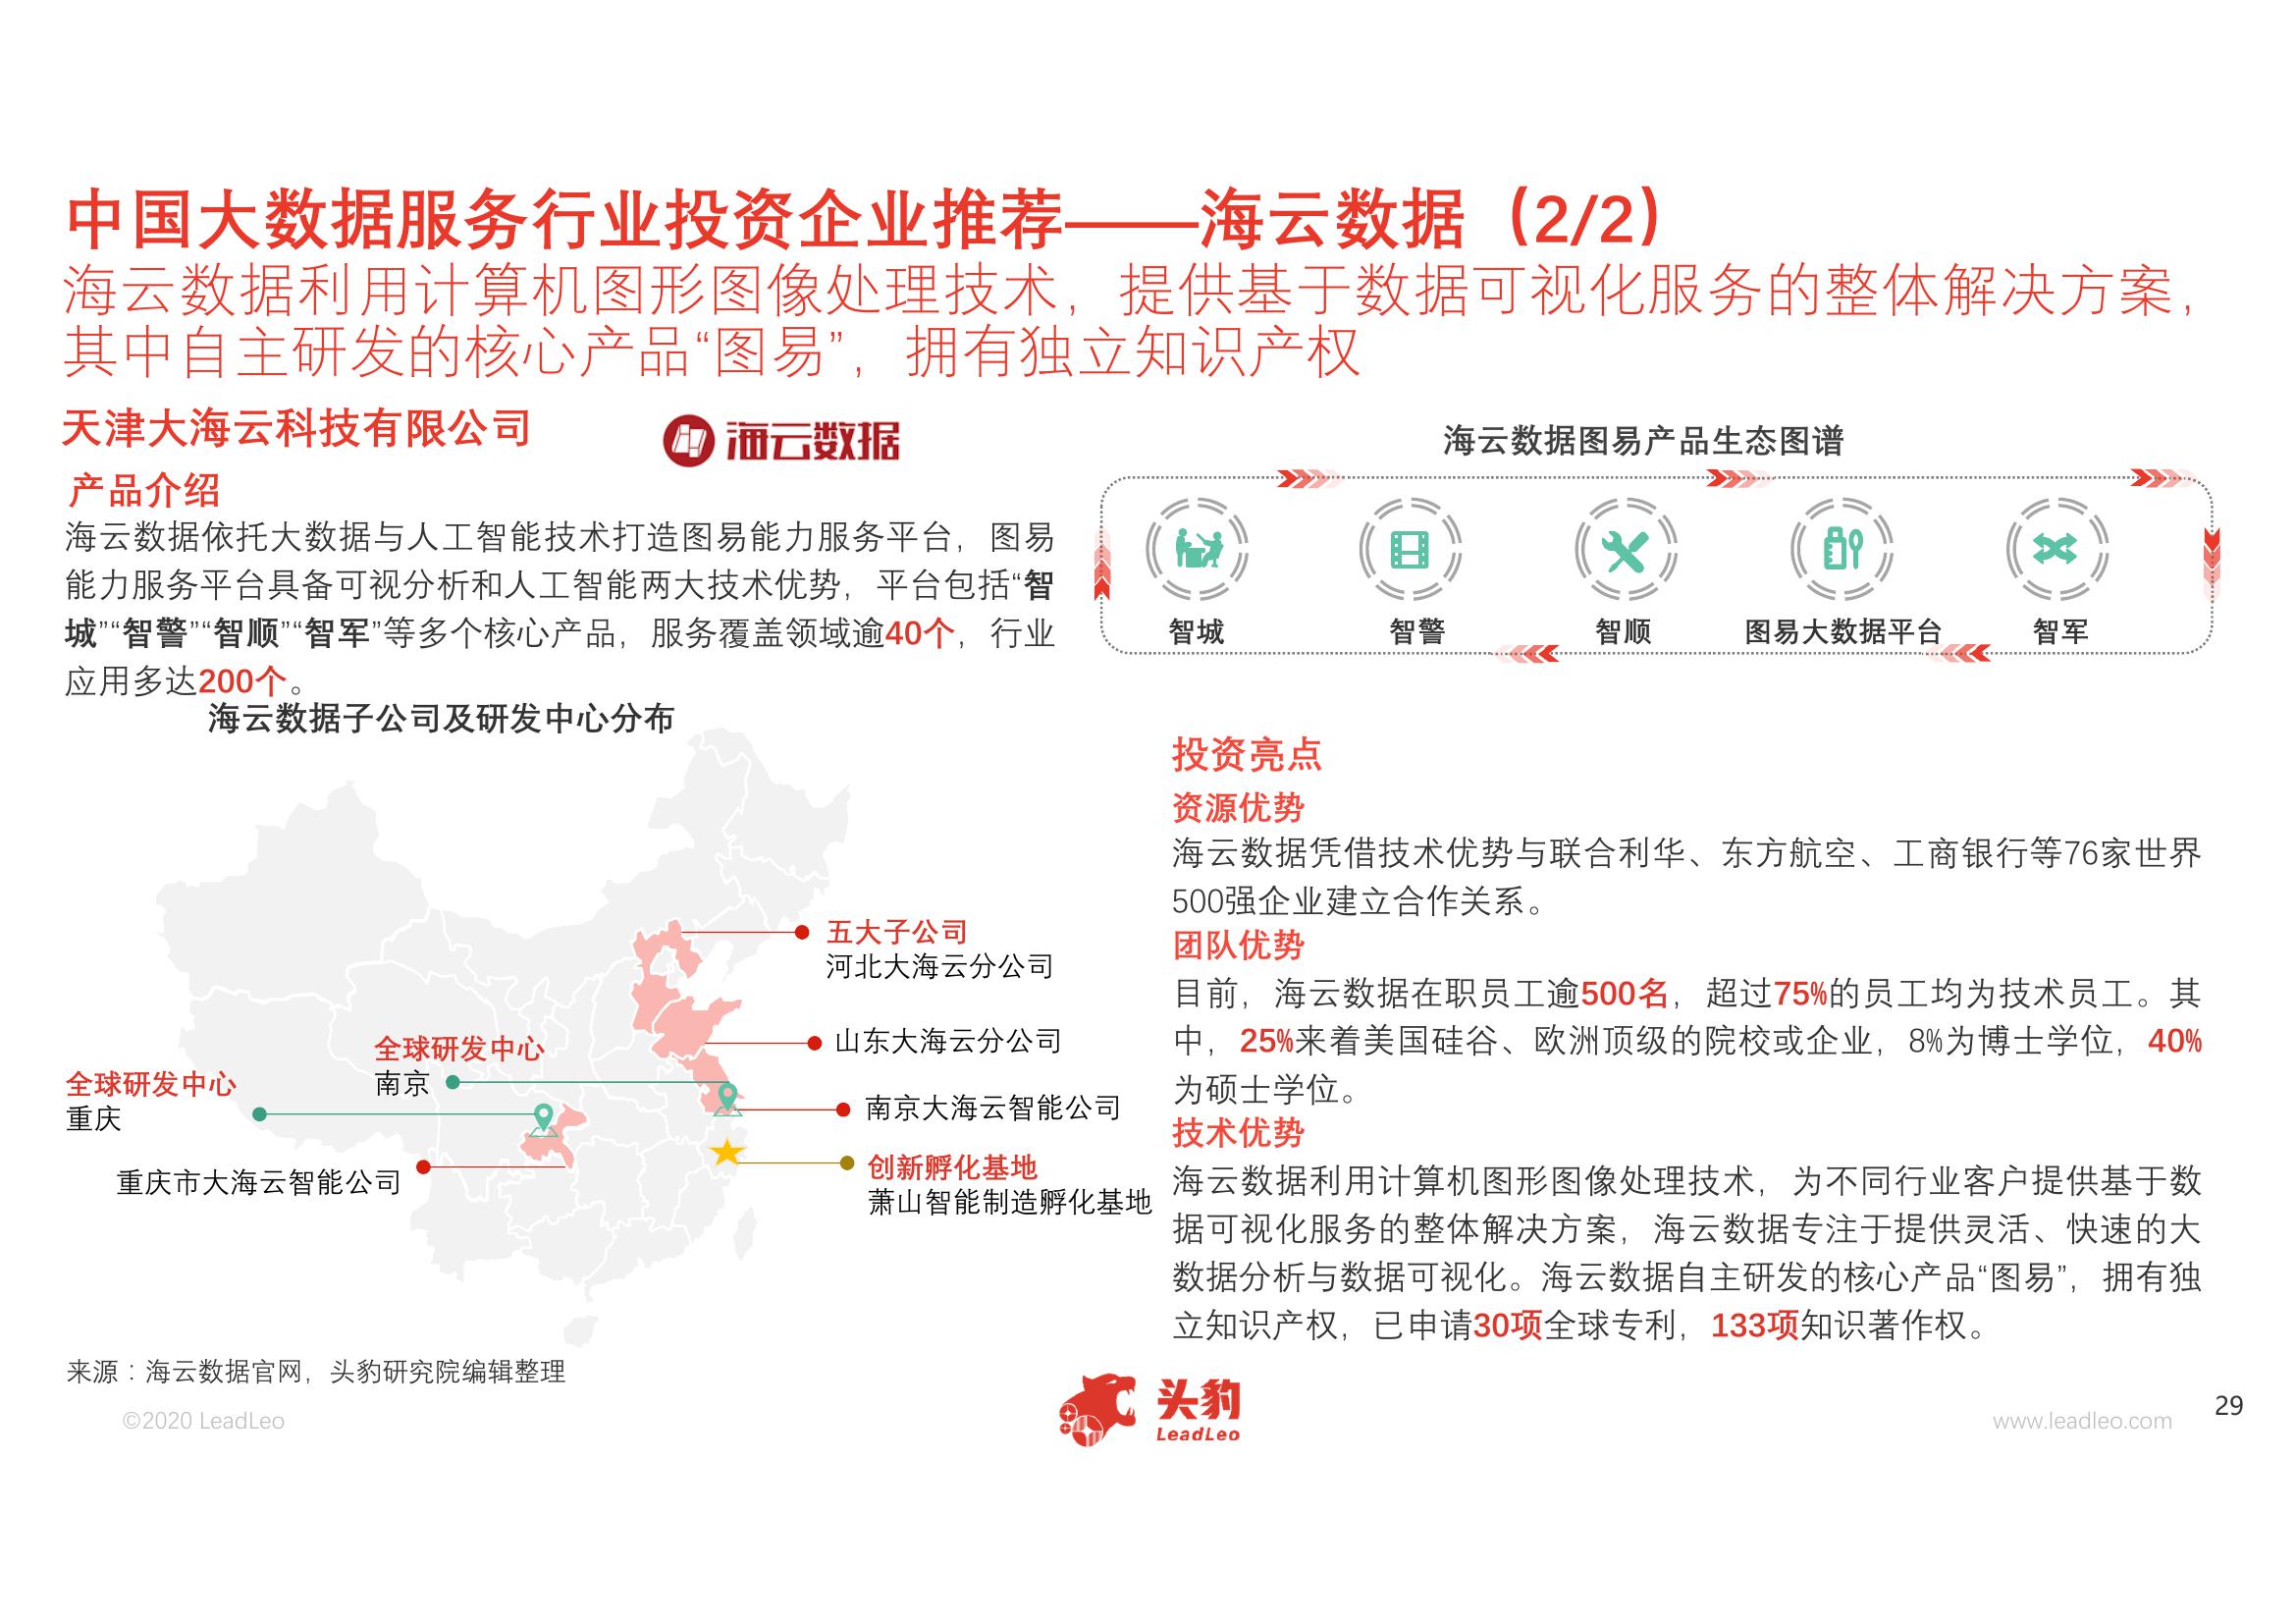 中国大数据服务行业投资企业推荐——海云数据（2/2）
海云数据利用计算机图形图像处理技术，提供基于数据可视化服务的整体解决方案，
其中自主研发的核心产品“图易”，拥有独立知识产权
天津大海云科技有限公司
海云数据
产品介绍
海云数据依托大数据与人工智能技术打造图易能力服务平台，图易
能力服务平台具备可视分析和人工智能两大技术优势，平台包括“智
城”“智警”“智顺”“智军”等多个核心产品，服务覆盖领域逾40个，行业
应用多达200个。
海云数据图易产品生态图谱
智城
智警
智顺
图易大数据平台
智军
海云数据子公司及研发中心分布
五大子公司
河北大海云分公司
山东大海云分公司
全球研发中心
南京
全球研发中心
重庆
南京大海云智能公司
重庆市大海云智能公司
创新孵化基地
萧山智能制造孵化基地
投资亮点
资源优势
海云数据凭借技术优势与联合利华、东方航空、工商银行等76家世界
500强企业建立合作关系。
团队优势
目前，海云数据在职员工逾500名，超过75%的员工均为技术员工。其
中，25%来着美国硅谷、欧洲顶级的院校或企业，8%为博士学位，40%
为硕士学位。
技术优势
海云数据利用计算机图形图像处理技术，为不同行业客户提供基于数
据可视化服务的整体解决方案，海云数据专注于提供灵活、快速的大
数据分析与数据可视化。海云数据自主研发的核心产品“图易”，拥有独
立知识产权，已申请30项全球专利，133项知识著作权。
来源：海云数据官网，头豹研究院编辑整理
©2020 LeadLeo
头豹
LeadLeo
www.leadleo.com
29